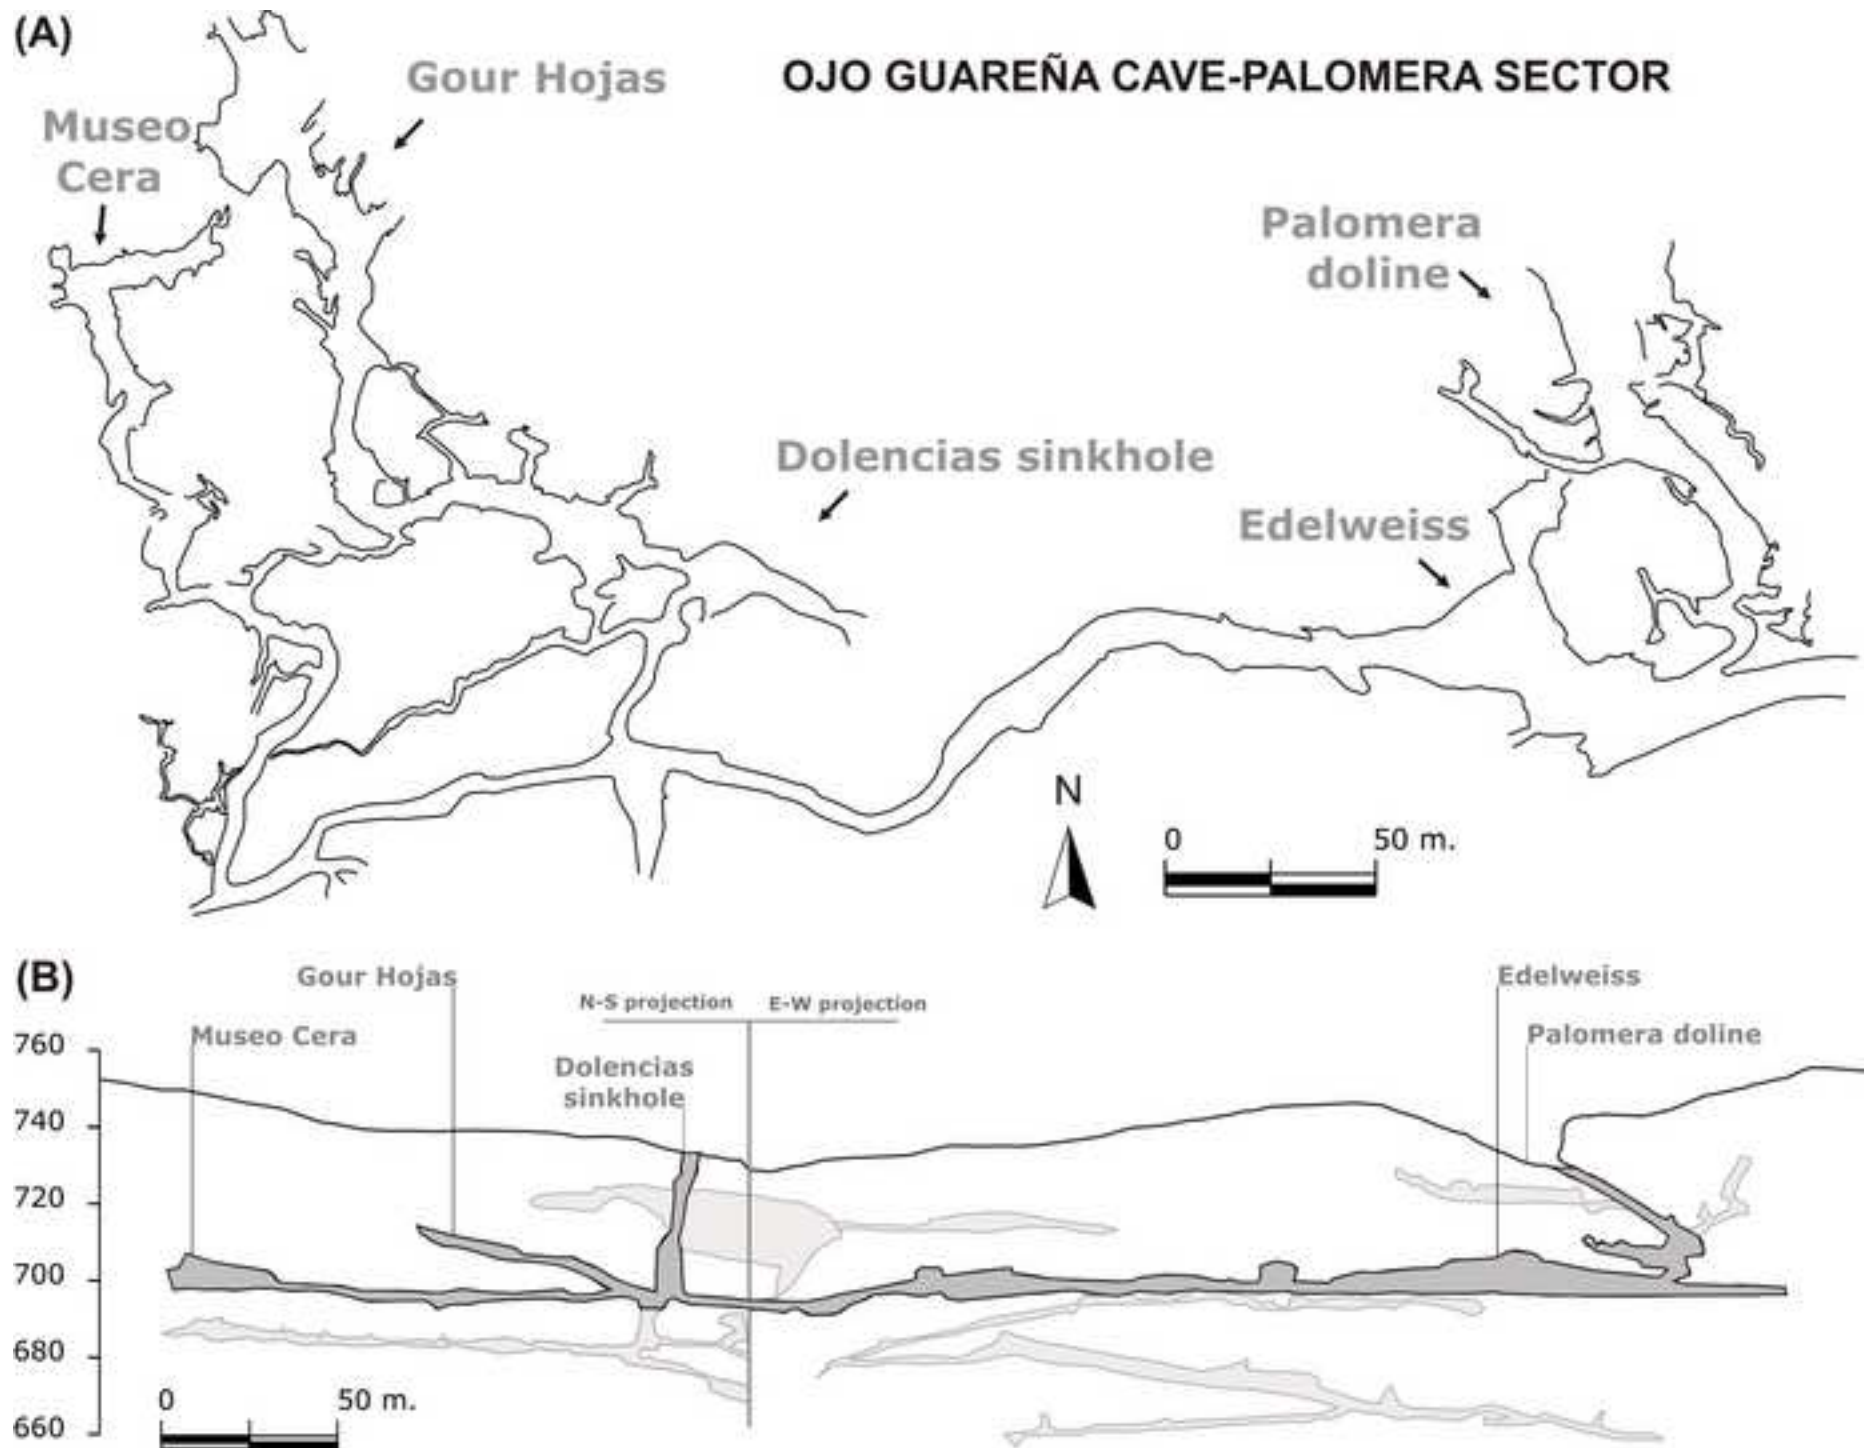 (A)
OJO GUAREÑA CAVE-PALOMERA SECTOR
Gour Hojas
Museo
Cera
Palomera
doline
Dolencias sinkhole
Edelweiss
N
0 50 m.
(B)
Gour Hojas
Edelweiss
N-S projection
E-W projection
Museo Cera
Palomera doline
Dolencias
sinkhole
760
740
720
700
680
660
0 50 m.